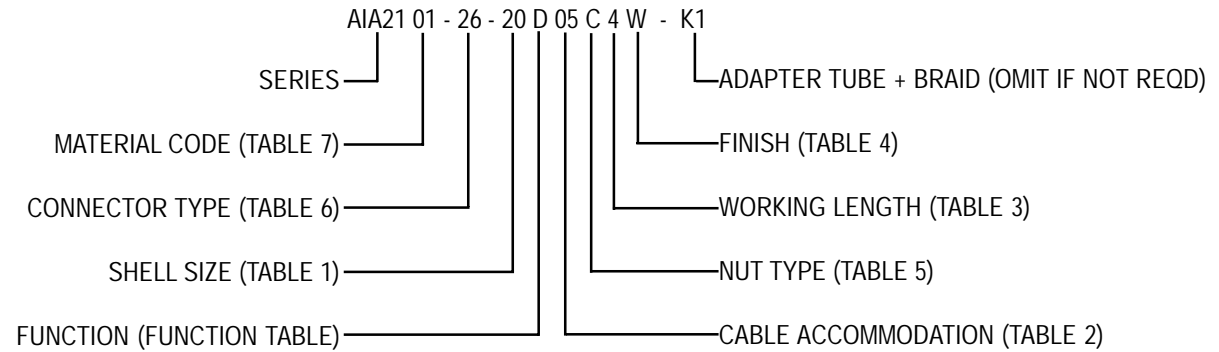 AIA21 01 - 26 - 20 D 05 C 4 W - K1
SERIES
ADAPTER TUBE + BRAID (OMIT IF NOT REQD)
MATERIAL CODE (TABLE 7)
FINISH (TABLE 4)
CONNECTOR TYPE (TABLE 6)
WORKING LENGTH (TABLE 3)
SHELL SIZE (TABLE 1)
NUT TYPE (TABLE 5)
FUNCTION (FUNCTION TABLE)
CABLE ACCOMMODATION (TABLE 2)